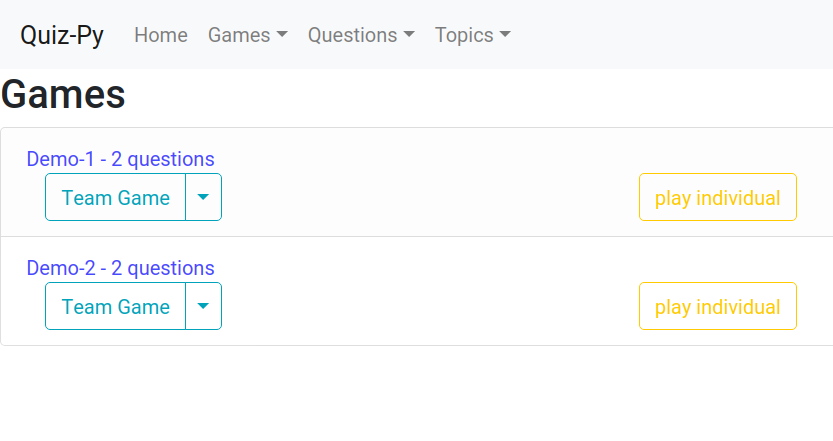 Quiz-Py Home Games Questions Topics
Games
Demo-1 - 2 questions
Team Game play individual
Demo-2 - 2 questions
Team Game play individual